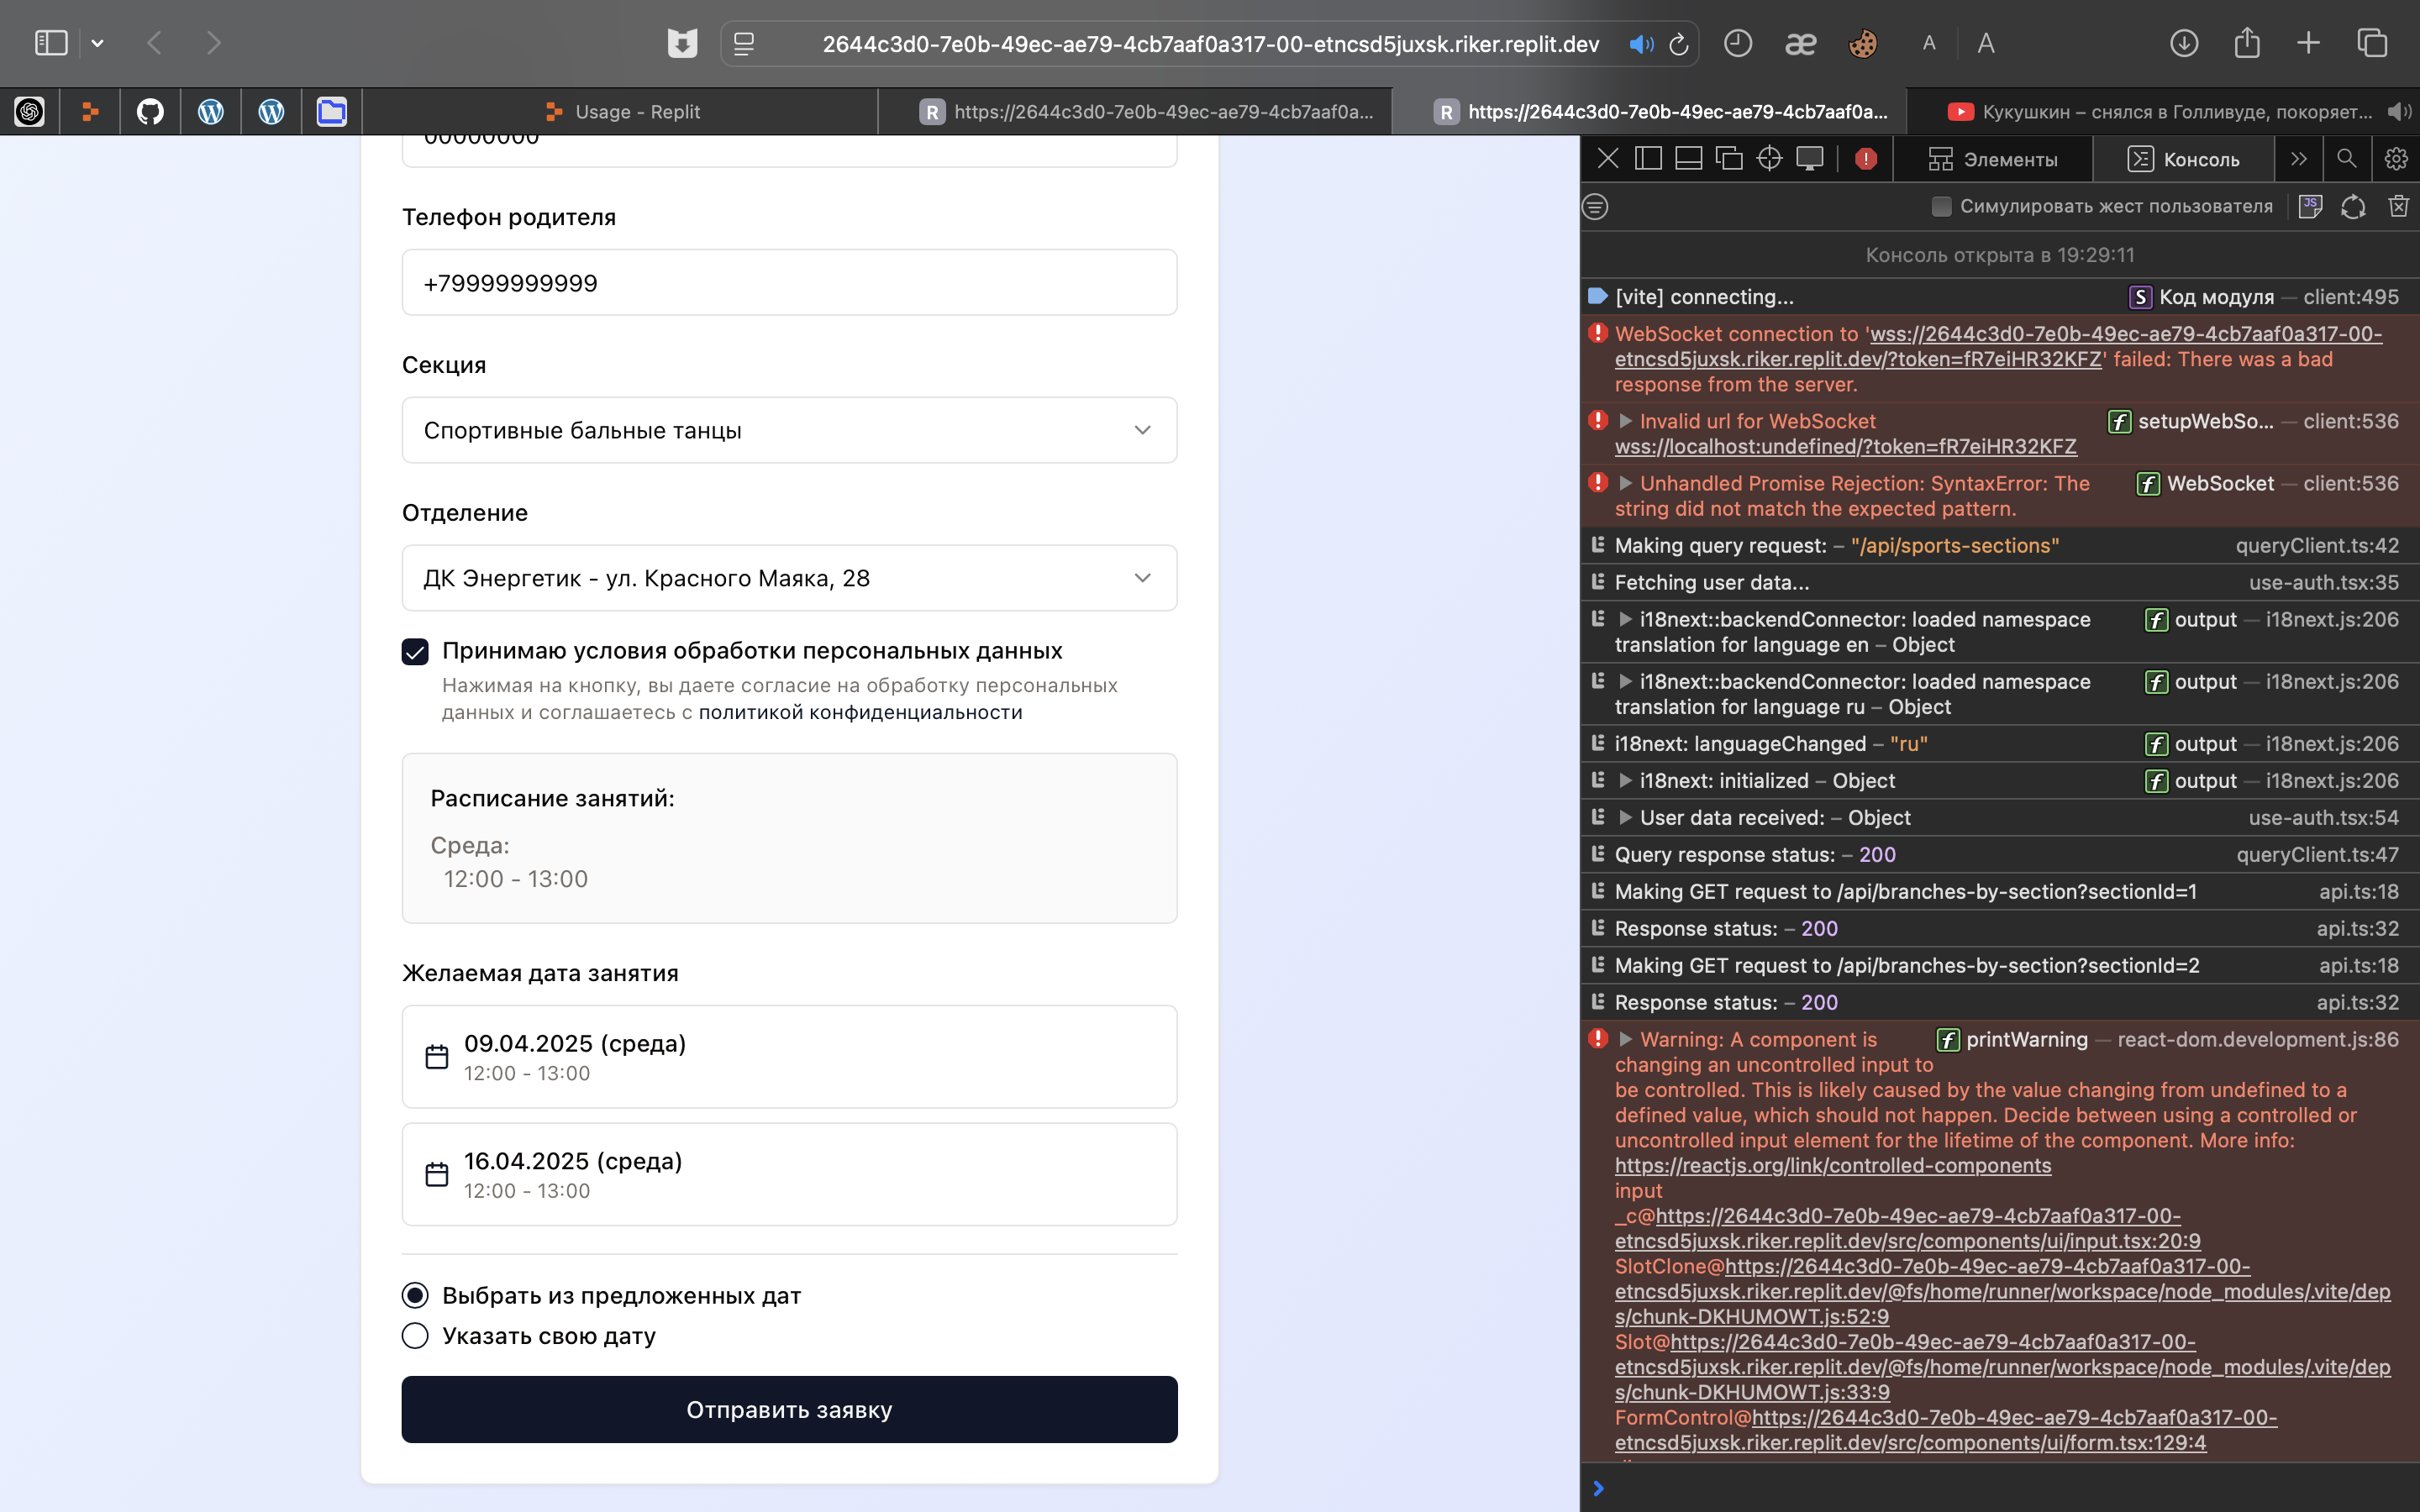 2644c3d0-7e0b-49ec-ae79-4cb7aaf0a317-00-etncsd5juxsk.riker.replit.dev
æ
A
A
Usage - Replit
R https://2644c3d0-7e0b-49ec-ae79-4cb7aaf0a...
R https://2644c3d0-7e0b-49ec-ae79-4cb7aaf0a...
Кукушкин – снялся в Голливуде, покоряет...
00000000
Телефон родителя
+79999999999
Секция
Спортивные бальные танцы
Отделение
ДК Энергетик - ул. Красного Маяка, 28
Принимаю условия обработки персональных данных
Нажимая на кнопку, вы даете согласие на обработку персональных
данных и соглашаетесь с политикой конфиденциальности
Расписание занятий:
Среда:
12:00 - 13:00
Желаемая дата занятия
09.04.2025 (среда)
12:00 - 13:00
16.04.2025 (среда)
12:00 - 13:00
Выбрать из предложенных дат
Указать свою дату
Отправить заявку
Элементы
Консоль
Симулировать жест пользователя
JS
Консоль открыта в 19:29:11
[vite] connecting... S Код модуля — client:495
WebSocket connection to 'wss://2644c3d0-7e0b-49ec-ae79-4cb7aaf0a317-00-
etncsd5juxsk.riker.replit.dev/?token=fR7eiHR32KFZ' failed: There was a bad
response from the server.
Invalid url for WebSocket f setupWebSo... — client:536
wss://localhost:undefined/?token=fR7eiHR32KFZ
Unhandled Promise Rejection: SyntaxError: The f WebSocket — client:536
string did not match the expected pattern.
Making query request: – "/api/sports-sections" queryClient.ts:42
Fetching user data... use-auth.tsx:35
i18next::backendConnector: loaded namespace f output — i18next.js:206
translation for language en – Object
i18next::backendConnector: loaded namespace f output — i18next.js:206
translation for language ru – Object
i18next: languageChanged – "ru" f output — i18next.js:206
i18next: initialized – Object f output — i18next.js:206
User data received: – Object use-auth.tsx:54
Query response status: – 200 queryClient.ts:47
Making GET request to /api/branches-by-section?sectionId=1 api.ts:18
Response status: – 200 api.ts:32
Making GET request to /api/branches-by-section?sectionId=2 api.ts:18
Response status: – 200 api.ts:32
Warning: A component is f printWarning — react-dom.development.js:86
changing an uncontrolled input to
be controlled. This is likely caused by the value changing from undefined to a
defined value, which should not happen. Decide between using a controlled or
uncontrolled input element for the lifetime of the component. More info:
https://reactjs.org/link/controlled-components
input
_c@https://2644c3d0-7e0b-49ec-ae79-4cb7aaf0a317-00-
etncsd5juxsk.riker.replit.dev/src/components/ui/input.tsx:20:9
SlotClone@https://2644c3d0-7e0b-49ec-ae79-4cb7aaf0a317-00-
etncsd5juxsk.riker.replit.dev/@fs/home/runner/workspace/node_modules/.vite/dep
s/chunk-DKHUMOWT.js:52:9
Slot@https://2644c3d0-7e0b-49ec-ae79-4cb7aaf0a317-00-
etncsd5juxsk.riker.replit.dev/@fs/home/runner/workspace/node_modules/.vite/dep
s/chunk-DKHUMOWT.js:33:9
FormControl@https://2644c3d0-7e0b-49ec-ae79-4cb7aaf0a317-00-
etncsd5juxsk.riker.replit.dev/src/components/ui/form.tsx:129:4